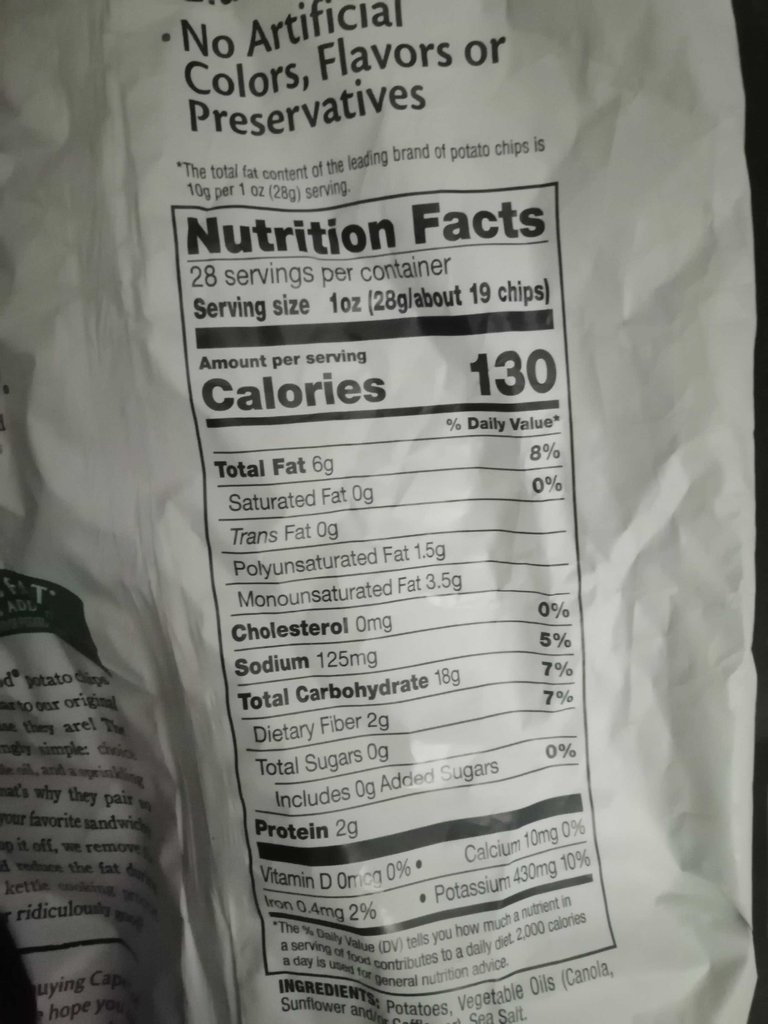 • No Artificial
Colors, Flavors or
Preservatives
*The total fat content of the leading brand of potato chips is
10g per 1 oz (28g) serving.
Nutrition Facts
28 servings per container
Serving size 1oz (28g/about 19 chips)
Amount per serving
Calories 130
% Daily Value*
Total Fat 6g 8%
Saturated Fat 0g 0%
Trans Fat 0g
Polyunsaturated Fat 1.5g
Monounsaturated Fat 3.5g
Cholesterol 0mg 0%
Sodium 125mg 5%
Total Carbohydrate 18g 7%
Dietary Fiber 2g 7%
Total Sugars 0g
Includes 0g Added Sugars 0%
Protein 2g
Vitamin D 0mcg 0% • Calcium 10mg 0%
Iron 0.4mg 2% • Potassium 430mg 10%
*The % Daily Value (DV) tells you how much a nutrient in
a serving of food contributes to a daily diet. 2,000 calories
a day is used for general nutrition advice.
INGREDIENTS: Potatoes, Vegetable Oils (Canola,
Sunflower and/or Sea Salt.
potato chips
to our original
they are! The
simple: choice
oil, and a sprinkling
why they pair so
your favorite sandwich
up it off, we remove
reduce the fat
kettle cooking
ridiculously good
hope you